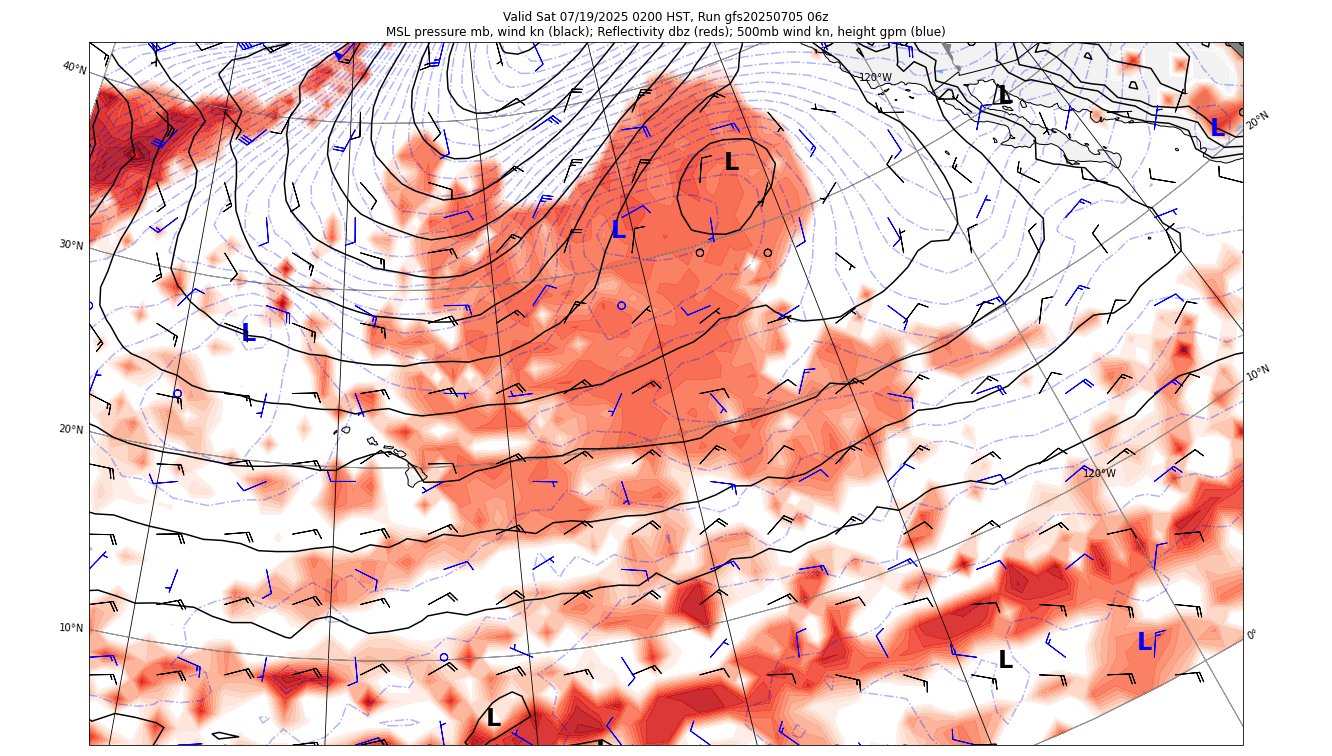 Valid Sat 07/19/2025 0200 HST, Run gfs20250705 06z
MSL pressure mb, wind kn (black); Reflectivity dbz (reds); 500mb wind kn, height gpm (blue)
40°N
120°W
L
L
20°N
L
L
30°N
L
10°N
20°N
120°W
10°N
0°
L
L
L